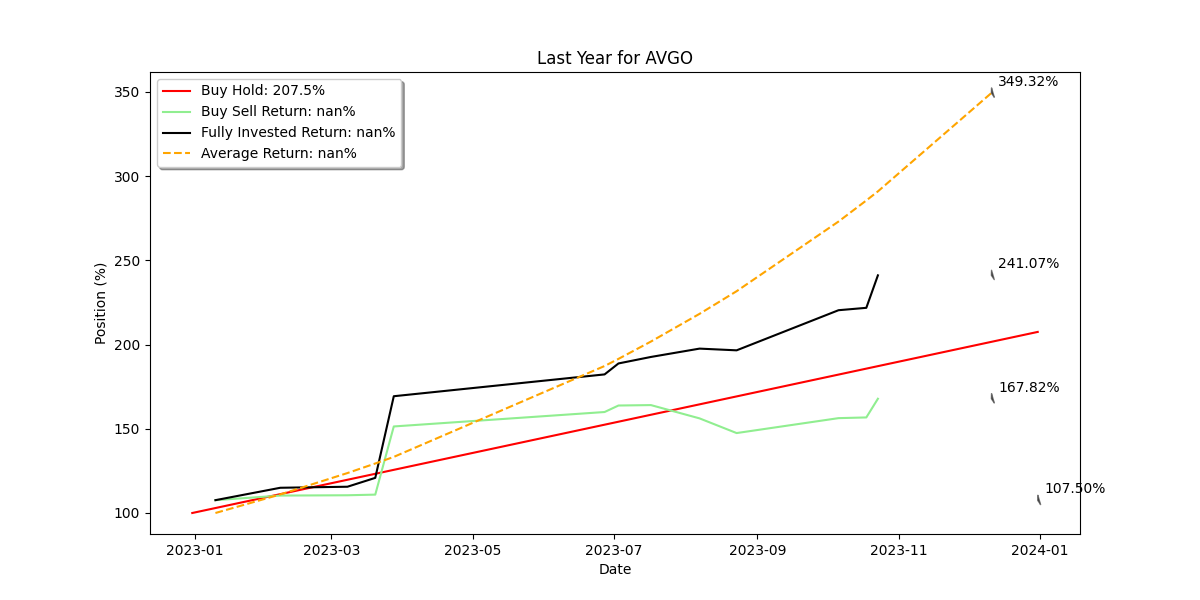 Last Year for AVGO
Buy Hold: 207.5%
Buy Sell Return: nan%
Fully Invested Return: nan%
Average Return: nan%
349.32%
241.07%
167.82%
107.50%
Position (%)
350
300
250
200
150
100
2023-01
2023-03
2023-05
2023-07
2023-09
2023-11
2024-01
Date